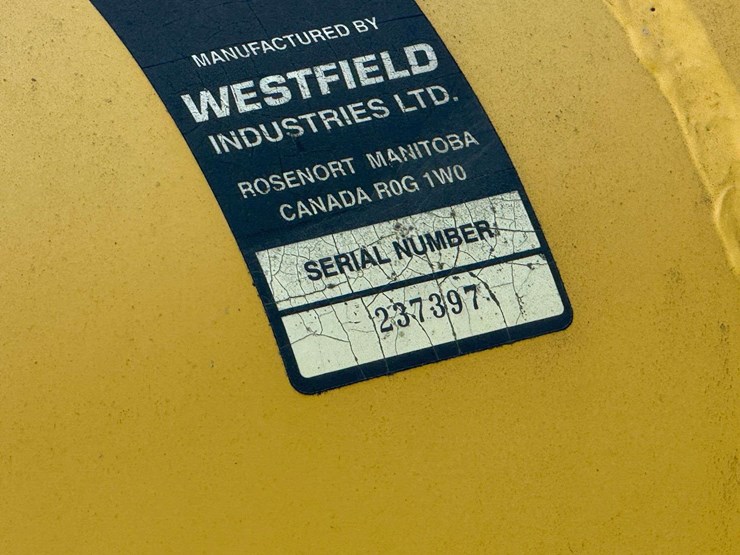 MANUFACTURED BY
WESTFIELD
INDUSTRIES LTD.
ROSENORT MANITOBA
CANADA R0G 1W0
SERIAL NUMBER
237397